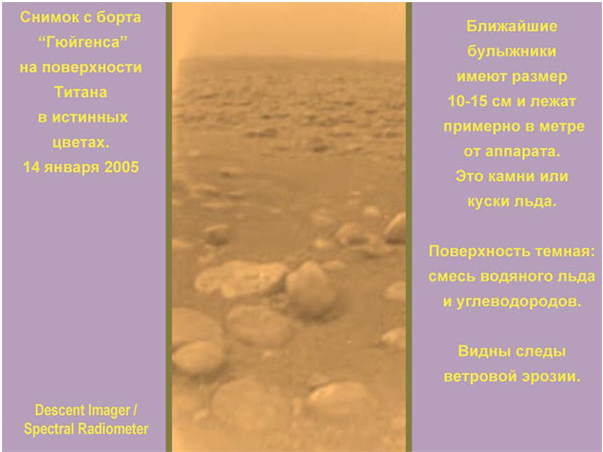 Снимок с борта
“Гюйгенса”
на поверхности
Титана
в истинных
цветах.
14 января 2005
Descent Imager /
Spectral Radiometer
Ближайшие
булыжники
имеют размер
10-15 см и лежат
примерно в метре
от аппарата.
Это камни или
куски льда.
Поверхность темная:
смесь водяного льда
и углеводородов.
Видны следы
ветровой эрозии.